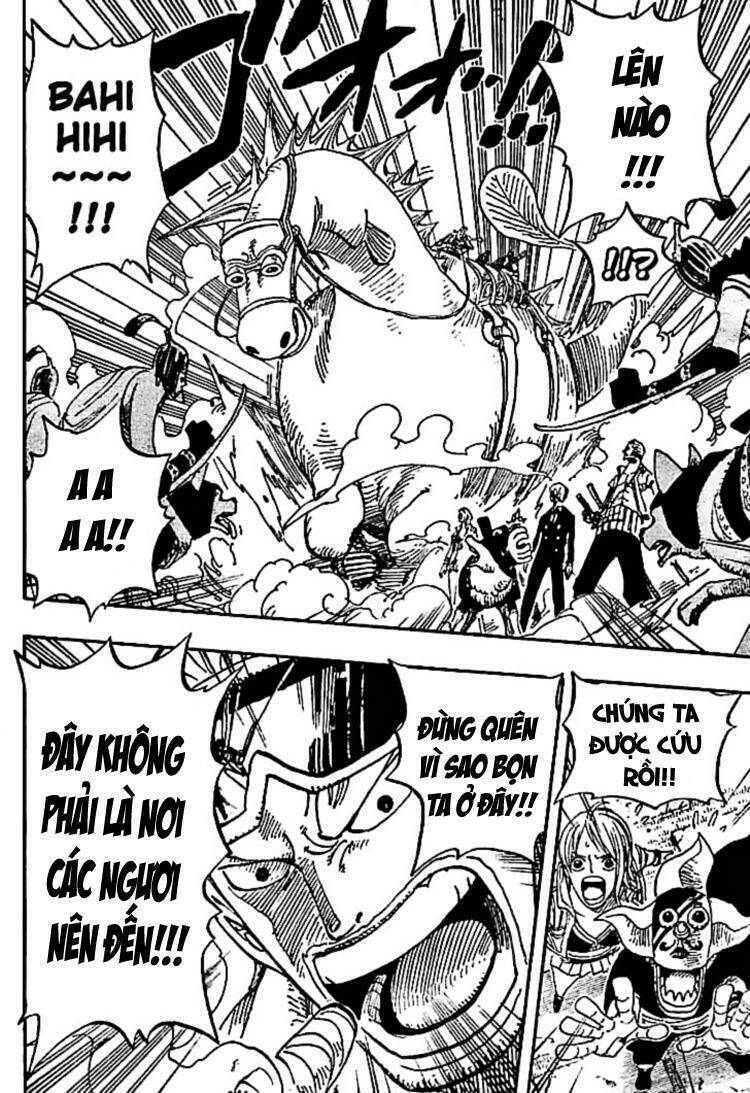 LÊN
NÀO
!!!
!!?
ゴオオ...!!
BAHI
HIHI
~~~
!!!
A A
A A!!
CHÚNG TA
ĐƯỢC CỨU
RỒI!!
ĐỪNG QUÊN
VÌ SAO BỌN
TA Ở ĐÂY!!
ĐÂY KHÔNG
PHẢI LÀ NƠI
CÁC NGƯƠI
NÊN ĐẾN!!!